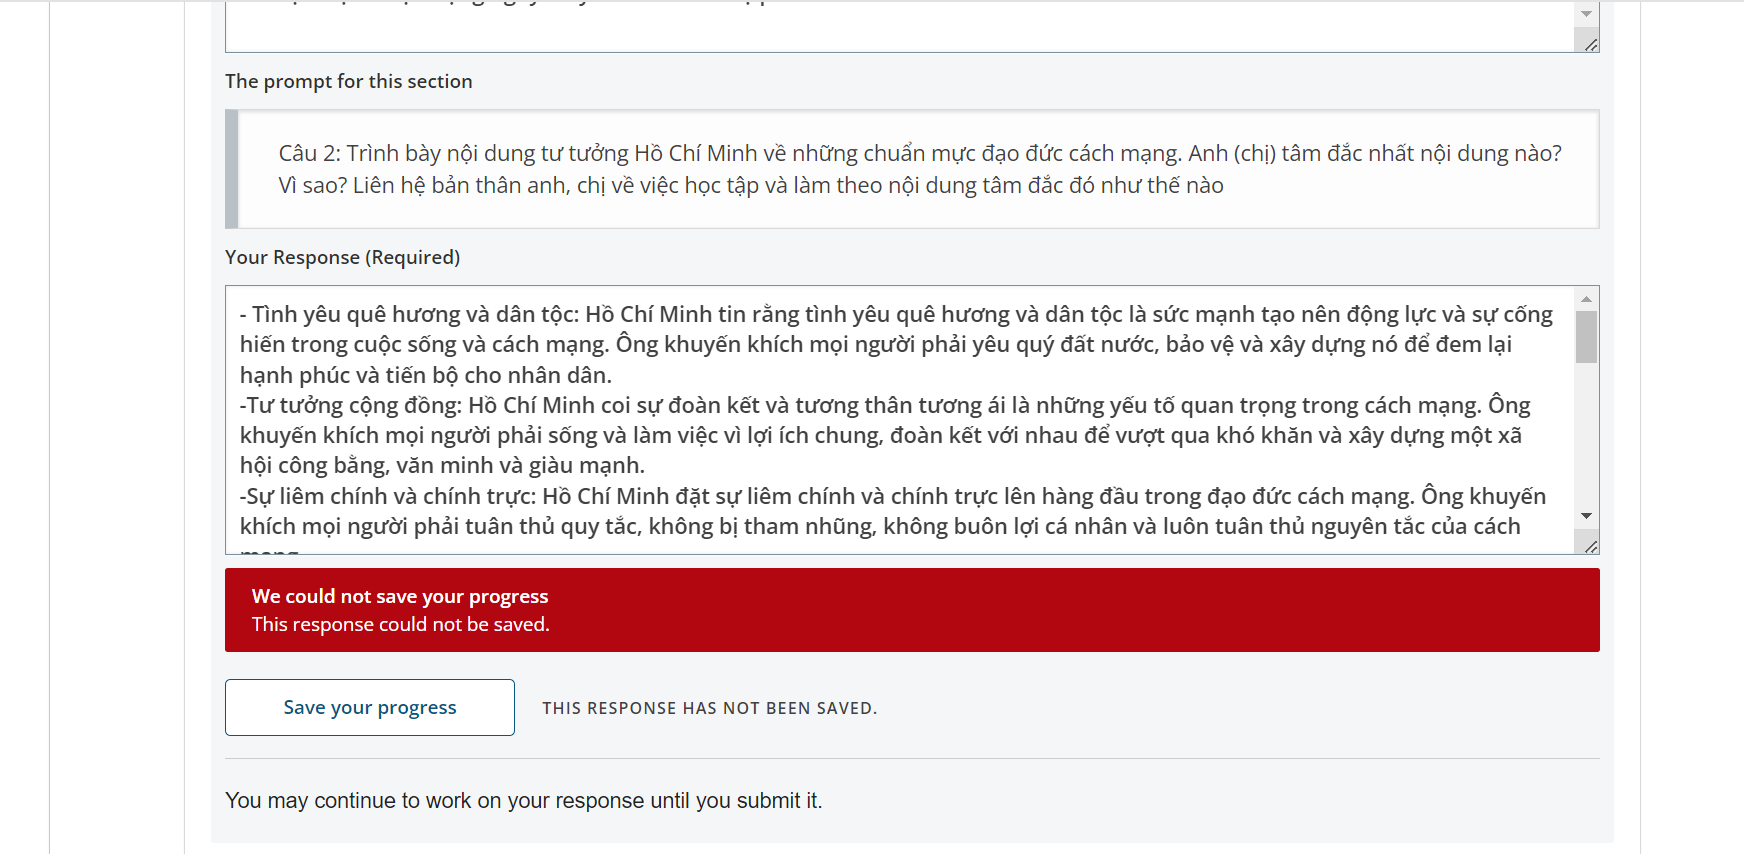 The prompt for this section
Câu 2: Trình bày nội dung tư tưởng Hồ Chí Minh về những chuẩn mực đạo đức cách mạng. Anh (chị) tâm đắc nhất nội dung nào?
Vì sao? Liên hệ bản thân anh, chị về việc học tập và làm theo nội dung tâm đắc đó như thế nào
Your Response (Required)
- Tình yêu quê hương và dân tộc: Hồ Chí Minh tin rằng tình yêu quê hương và dân tộc là sức mạnh tạo nên động lực và sự cống
hiến trong cuộc sống và cách mạng. Ông khuyến khích mọi người phải yêu quý đất nước, bảo vệ và xây dựng nó để đem lại
hạnh phúc và tiến bộ cho nhân dân.
-Tư tưởng cộng đồng: Hồ Chí Minh coi sự đoàn kết và tương thân tương ái là những yếu tố quan trọng trong cách mạng. Ông
khuyến khích mọi người phải sống và làm việc vì lợi ích chung, đoàn kết với nhau để vượt qua khó khăn và xây dựng một xã
hội công bằng, văn minh và giàu mạnh.
-Sự liêm chính và chính trực: Hồ Chí Minh đặt sự liêm chính và chính trực lên hàng đầu trong đạo đức cách mạng. Ông khuyến
khích mọi người phải tuân thủ quy tắc, không bị tham nhũng, không buôn lợi cá nhân và luôn tuân thủ nguyên tắc của cách
We could not save your progress
This response could not be saved.
Save your progress
THIS RESPONSE HAS NOT BEEN SAVED.
You may continue to work on your response until you submit it.